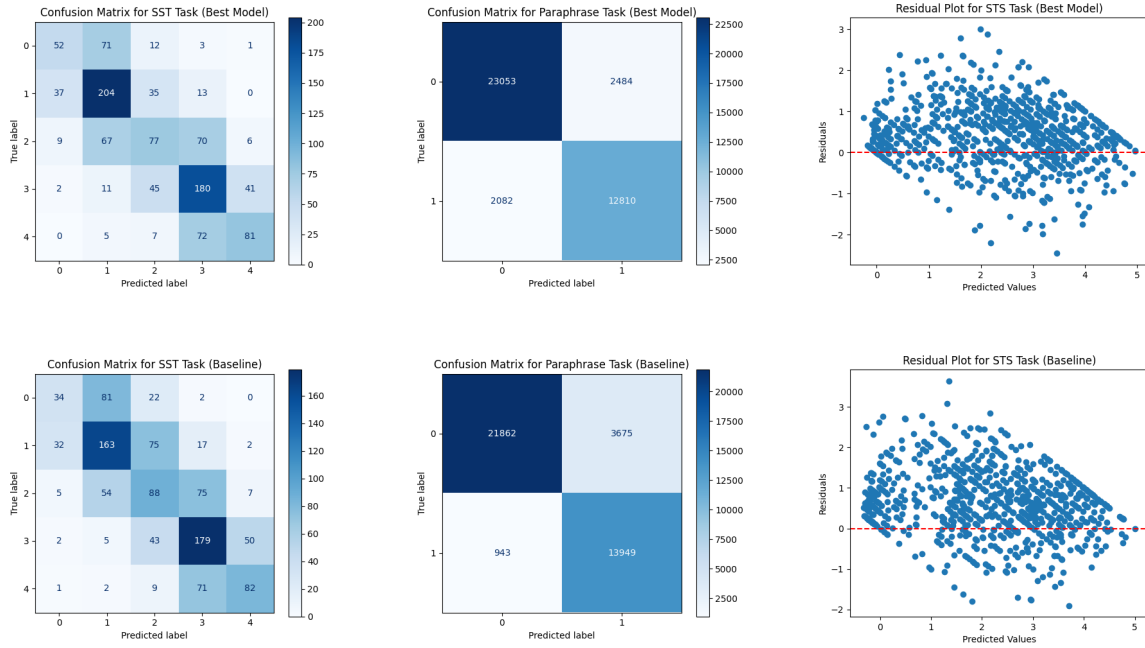 Confusion Matrix for SST Task (Best Model)
True label
0 52 71 12 3 1
1 37 204 35 13 0
2 9 67 77 70 6
3 2 11 45 180 41
4 0 5 7 72 81
0 1 2 3 4
Predicted label
200
175
150
125
100
75
50
25
0
Confusion Matrix for Paraphrase Task (Best Model)
True label
0 23053 2484
1 2082 12810
0 1
Predicted label
22500
20000
17500
15000
12500
10000
7500
5000
2500
Residual Plot for STS Task (Best Model)
Residuals
3
2
1
0
−1
−2
0 1 2 3 4 5
Predicted Values
Confusion Matrix for SST Task (Baseline)
True label
0 34 81 22 2 0
1 32 163 75 17 2
2 5 54 88 75 7
3 2 5 43 179 50
4 1 2 9 71 82
0 1 2 3 4
Predicted label
160
140
120
100
80
60
40
20
0
Confusion Matrix for Paraphrase Task (Baseline)
True label
0 21862 3675
1 943 13949
0 1
Predicted label
20000
17500
15000
12500
10000
7500
5000
2500
Residual Plot for STS Task (Baseline)
Residuals
3
2
1
0
−1
−2
0 1 2 3 4 5
Predicted Values